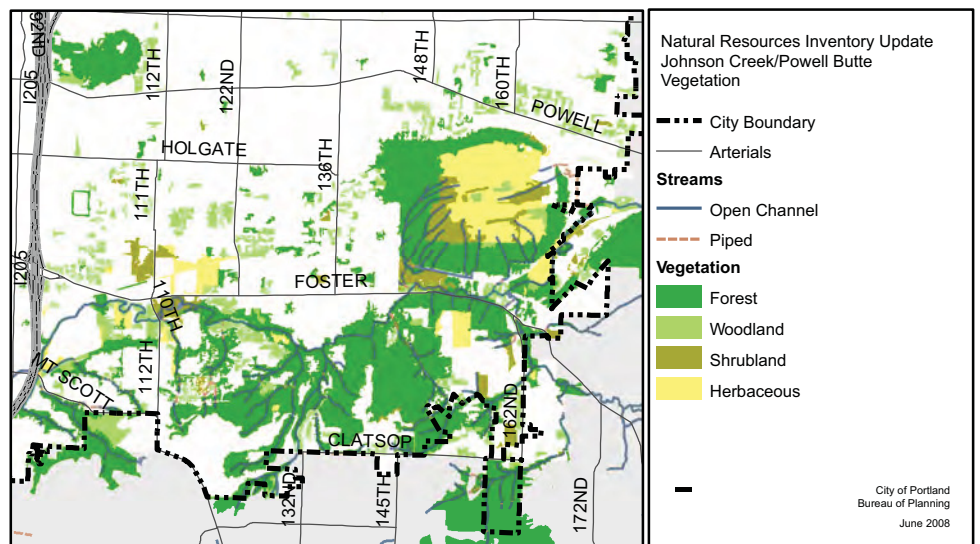 I205
92ND
112TH
122ND
148TH
160TH
POWELL
HOLGATE
136TH
111TH
I205
FOSTER
110TH
MT SCOTT
112TH
162ND
CLATSOP
132ND
145TH
172ND
Natural Resources Inventory Update
Johnson Creek/Powell Butte
Vegetation
City Boundary
Arterials
Streams
Open Channel
Piped
Vegetation
Forest
Woodland
Shrubland
Herbaceous
City of Portland
Bureau of Planning
June 2008